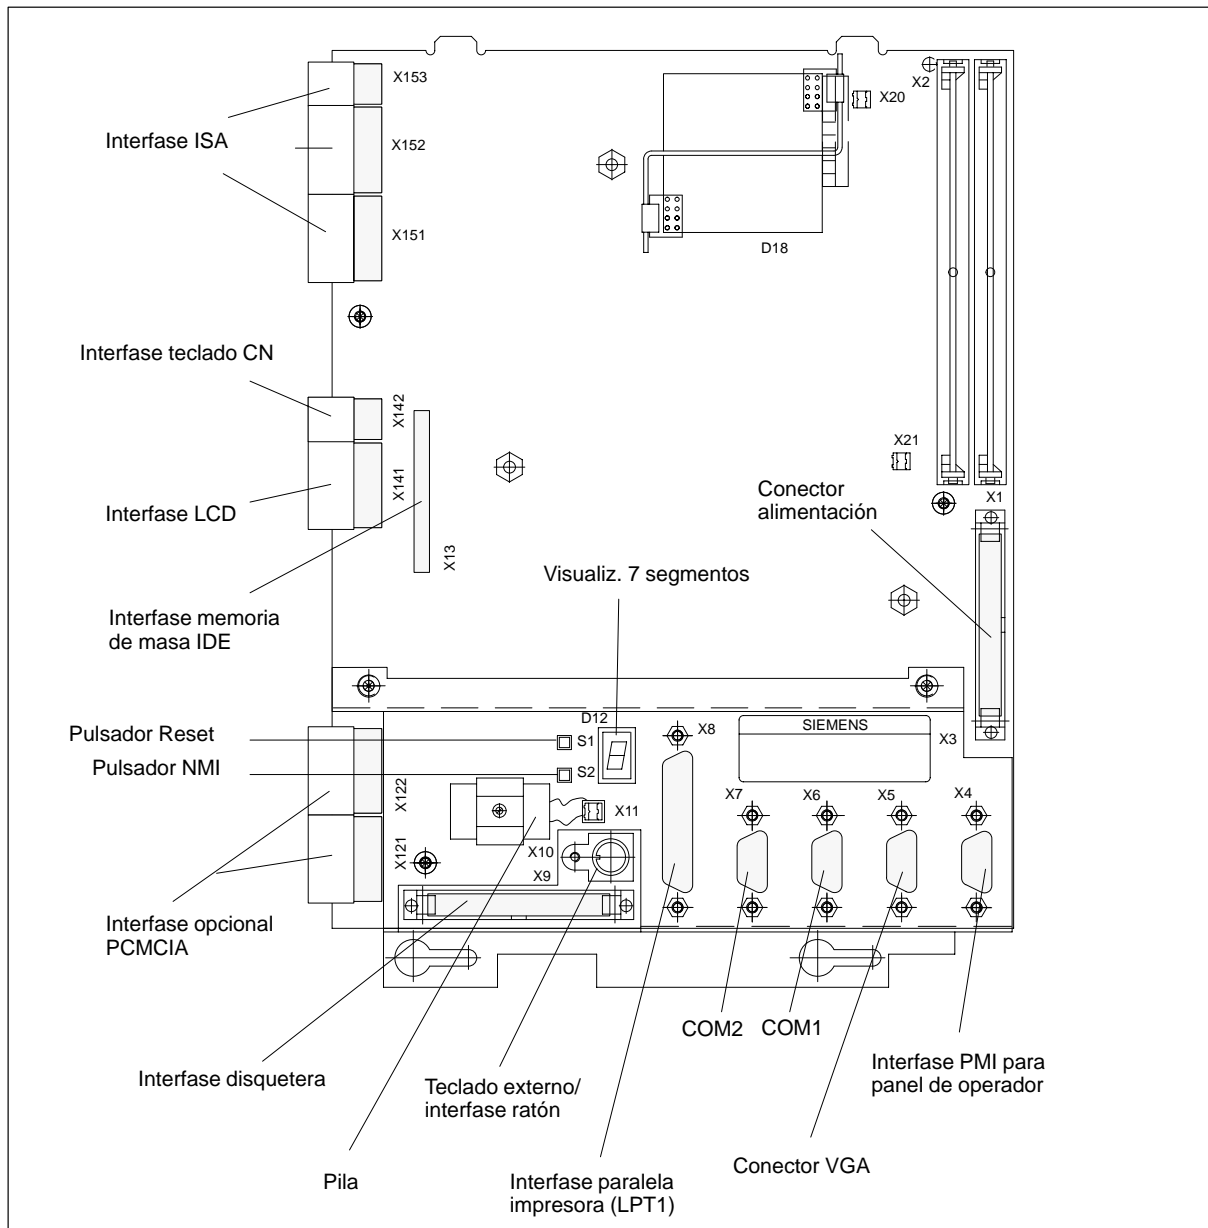 X153
X2
X20
Interfase ISA
X152
X151
D18
Interfase teclado CN
X142
X21
X141
Conector
alimentación
X1
Interfase LCD
X13
Visualiz. 7 segmentos
Interfase memoria
de masa IDE
D12
SIEMENS
X8
X3
Pulsador Reset
S1
Pulsador NMI
S2
X122
X7
X6
X5
X4
X11
X121
X10
X9
Interfase opcional
PCMCIA
COM2
COM1
Interfase PMI para
panel de operador
Interfase disquetera
Teclado externo/
interfase ratón
Conector VGA
Pila
Interfase paralela
impresora (LPT1)